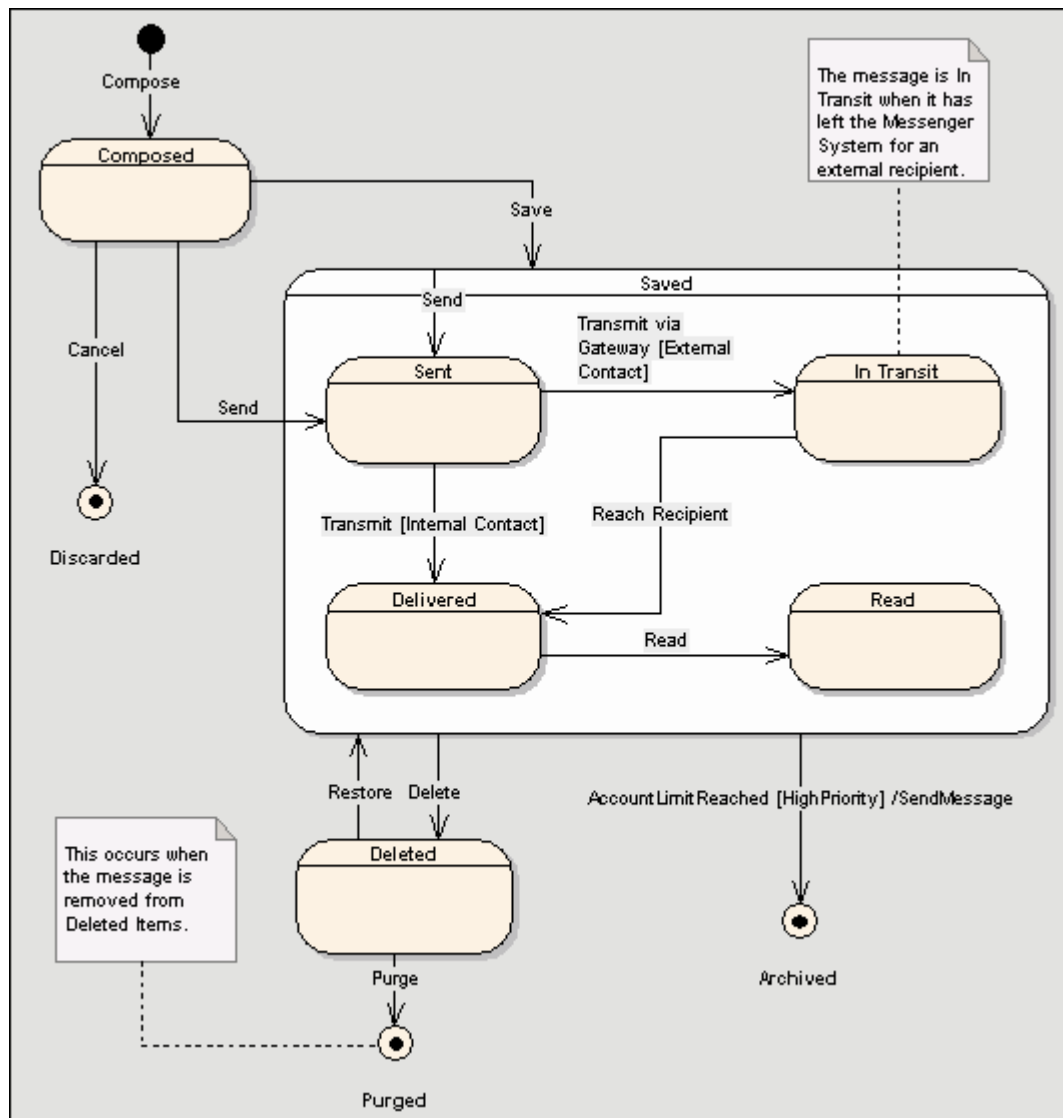 Compose
The message is In
Transit when it has
left the Messenger
System for an
external recipient.
Composed
Save
Saved
Send
Transmit via
Gateway [External
Contact]
Cancel
Sent
In Transit
Send
Reach Recipient
Transmit [Internal Contact]
Discarded
Delivered
Read
Read
Restore
Delete
AccountLimitReached [HighPriority] /SendMessage
This occurs when
the message is
removed from
Deleted Items.
Deleted
Purge
Archived
Purged